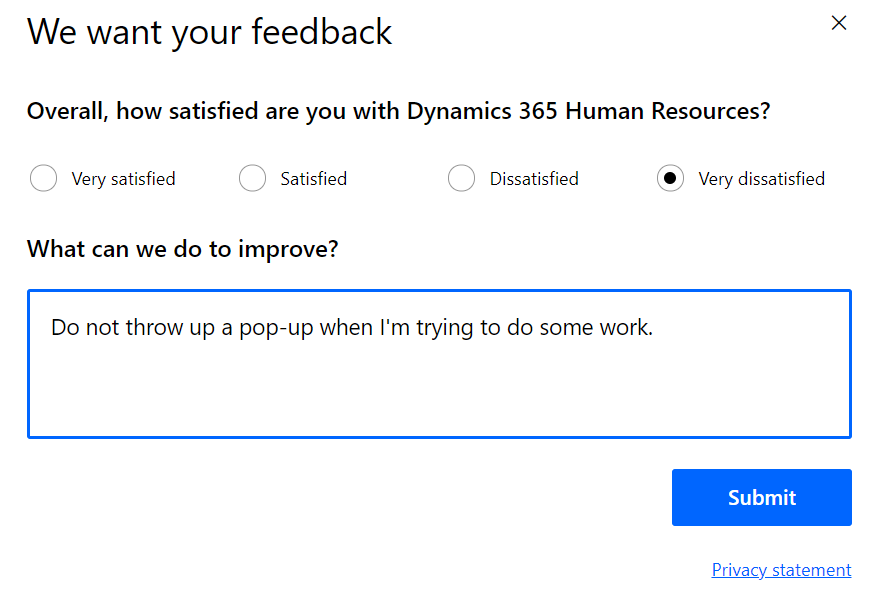 We want your feedback
Overall, how satisfied are you with Dynamics 365 Human Resources?
Very satisfied
Satisfied
Dissatisfied
Very dissatisfied
What can we do to improve?
Do not throw up a pop-up when I'm trying to do some work.
Submit
Privacy statement